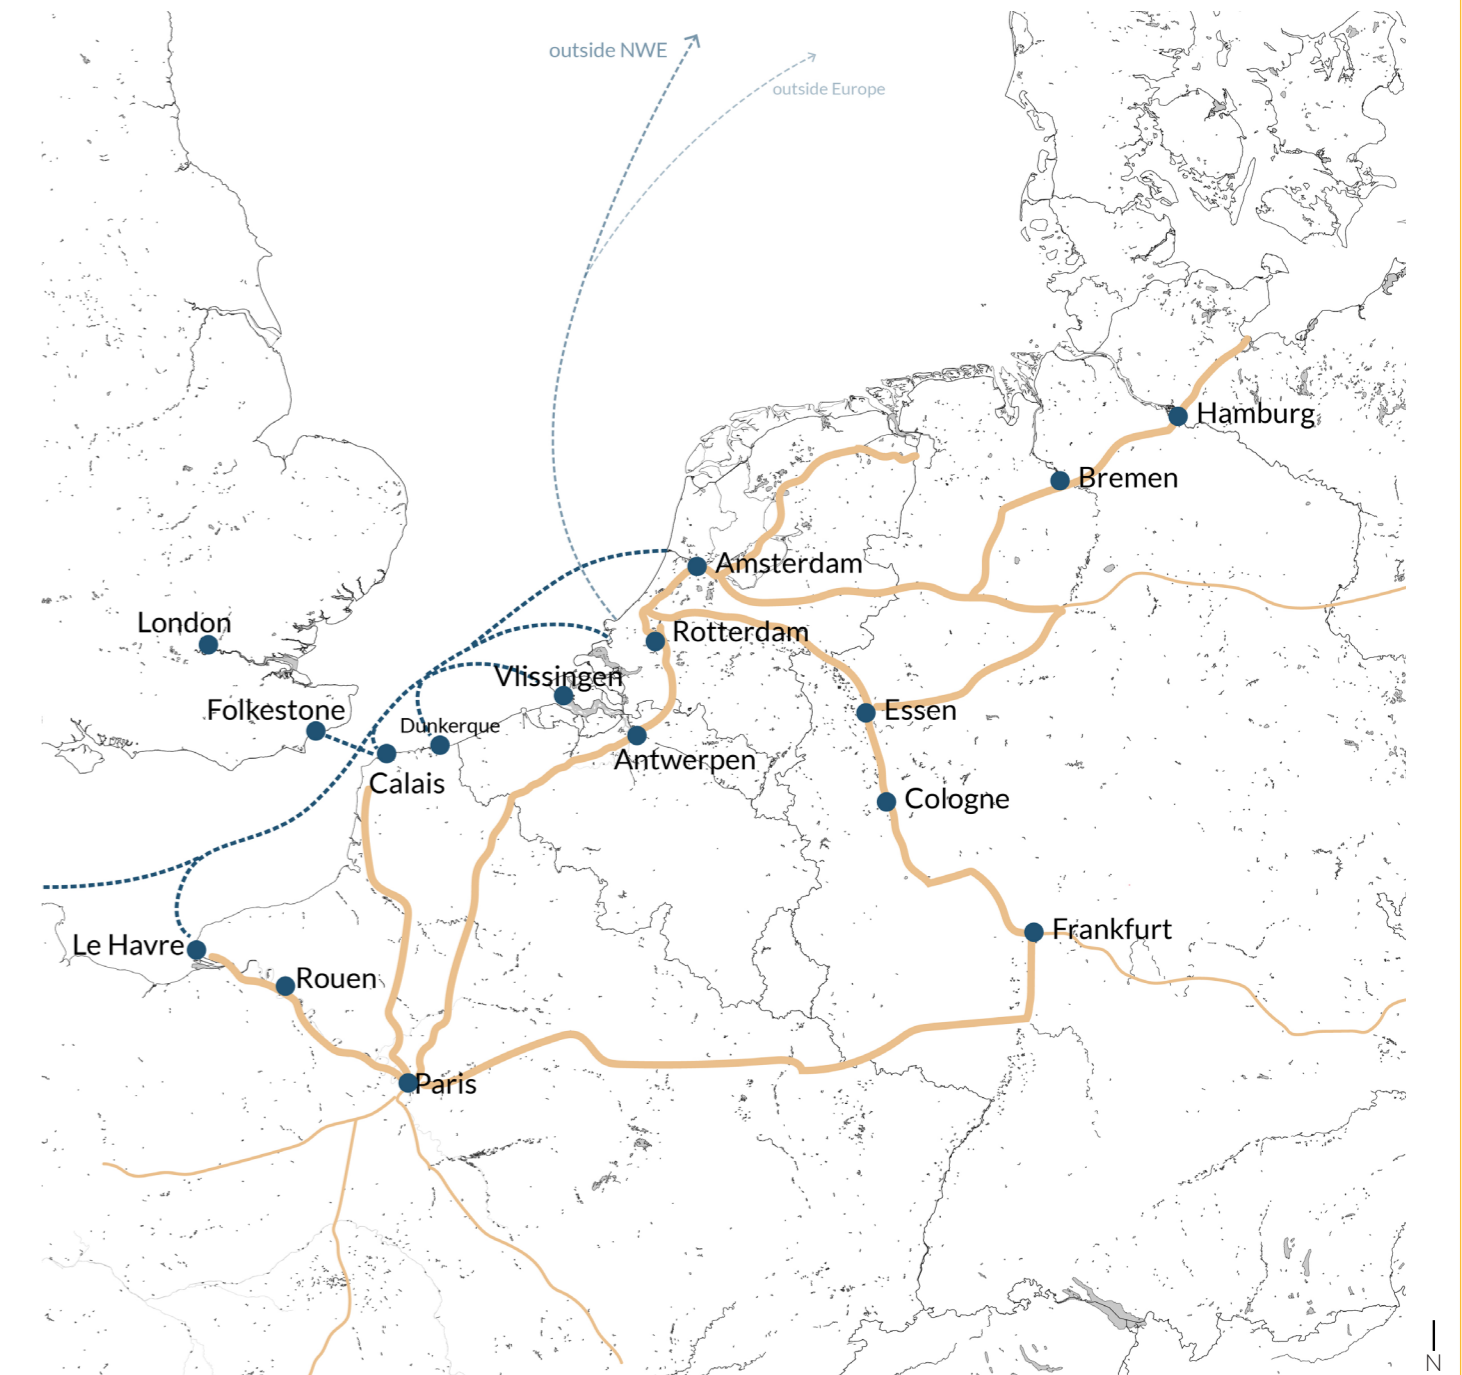 outside NWE
outside Europe
Hamburg
Bremen
Amsterdam
London
Rotterdam
Vlissingen
Folkestone
Essen
Dunkerque
Antwerpen
Calais
Cologne
Frankfurt
Le Havre
Rouen
Paris
N